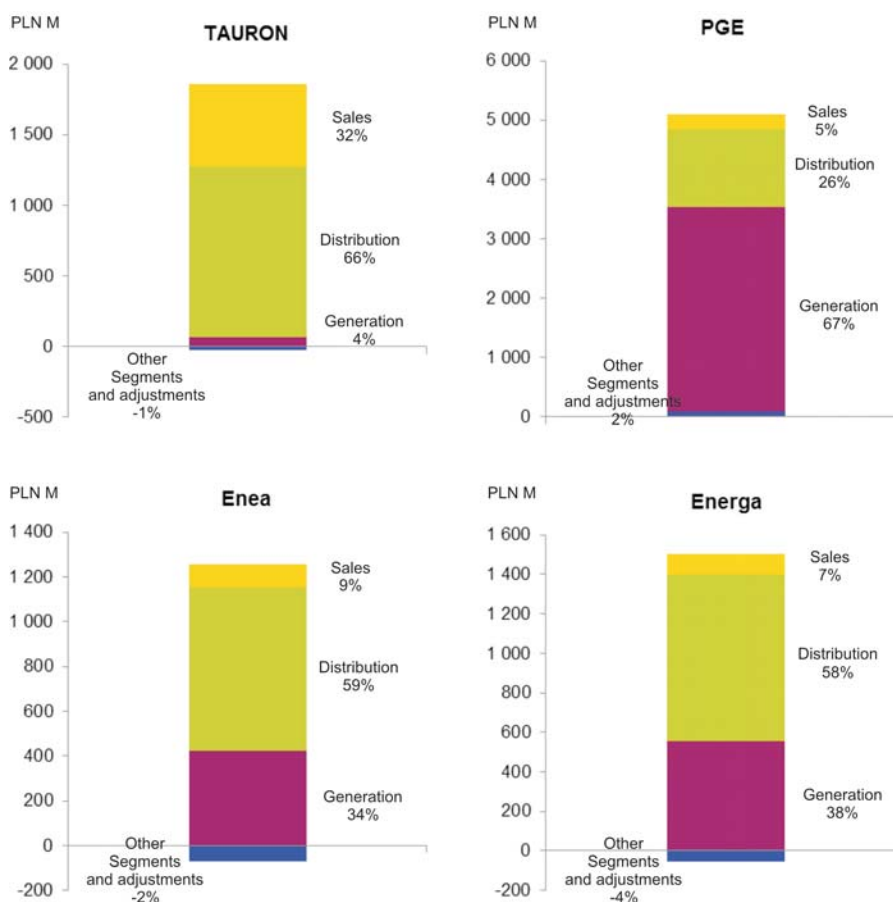 PLN M
TAURON
2 000
1 500
1 000
500
0
-500
Sales
32%
Distribution
66%
Generation
4%
Other
Segments
and adjustments
-1%
PLN M
PGE
6 000
5 000
4 000
3 000
2 000
1 000
0
Sales
5%
Distribution
26%
Generation
67%
Other
Segments
and adjustments
2%
PLN M
Enea
1 400
1 200
1 000
800
600
400
200
0
-200
Sales
9%
Distribution
59%
Generation
34%
Other
Segments
and adjustments
-2%
PLN M
Energa
1 600
1 400
1 200
1 000
800
600
400
200
0
-200
Sales
7%
Distribution
58%
Generation
38%
Other
Segments
and adjustments
-4%